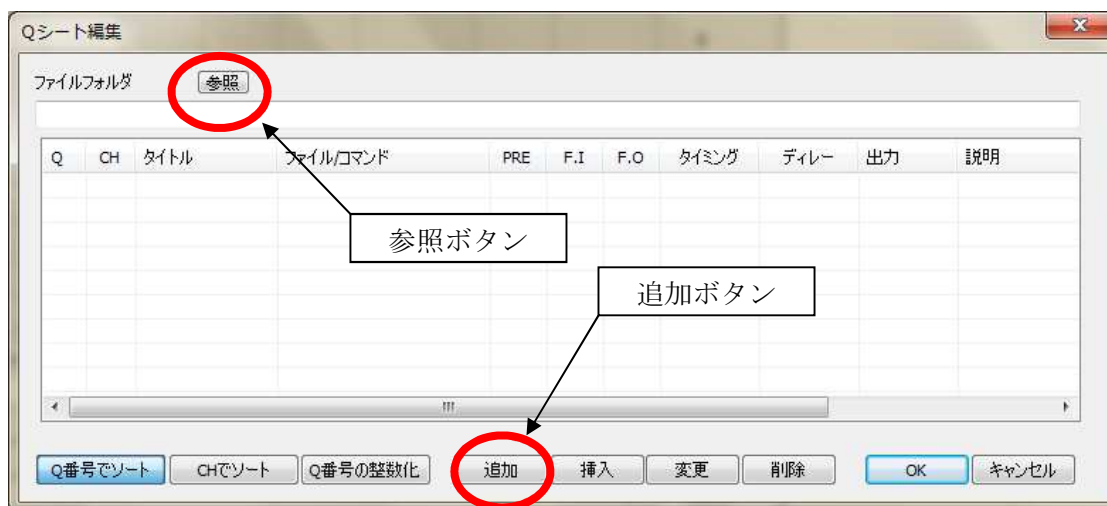 Qシート編集
ファイルフォルダ 参照
Q CH タイトル ファイル/コマンド PRE F.I F.O タイミング ディレー 出力 説明
参照ボタン
追加ボタン
Q番号でソート CHでソート Q番号の整数化 追加 挿入 変更 削除 OK キャンセル